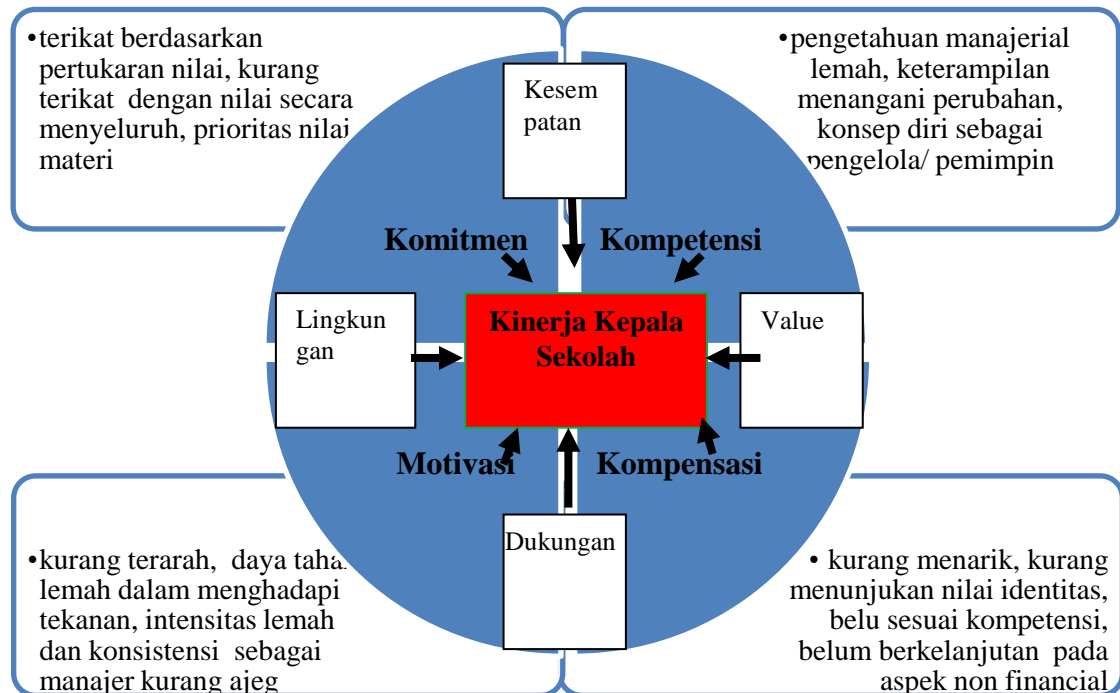 •terikat berdasarkan
pertukaran nilai, kurang
terikat dengan nilai secara
menyeluruh, prioritas nilai
materi
•pengetahuan manajerial
lemah, keterampilan
menangani perubahan,
konsep diri sebagai
pengelola/ pemimpin
Kesem
patan
Komitmen
Kompetensi
Lingkun
gan
Kinerja Kepala
Sekolah
Value
Motivasi
Kompensasi
Dukungan
•kurang terarah, daya tahan
lemah dalam menghadapi
tekanan, intensitas lemah
dan konsistensi sebagai
manajer kurang ajeg
• kurang menarik, kurang
menunjukan nilai identitas,
belu sesuai kompetensi,
belum berkelanjutan pada
aspek non financial